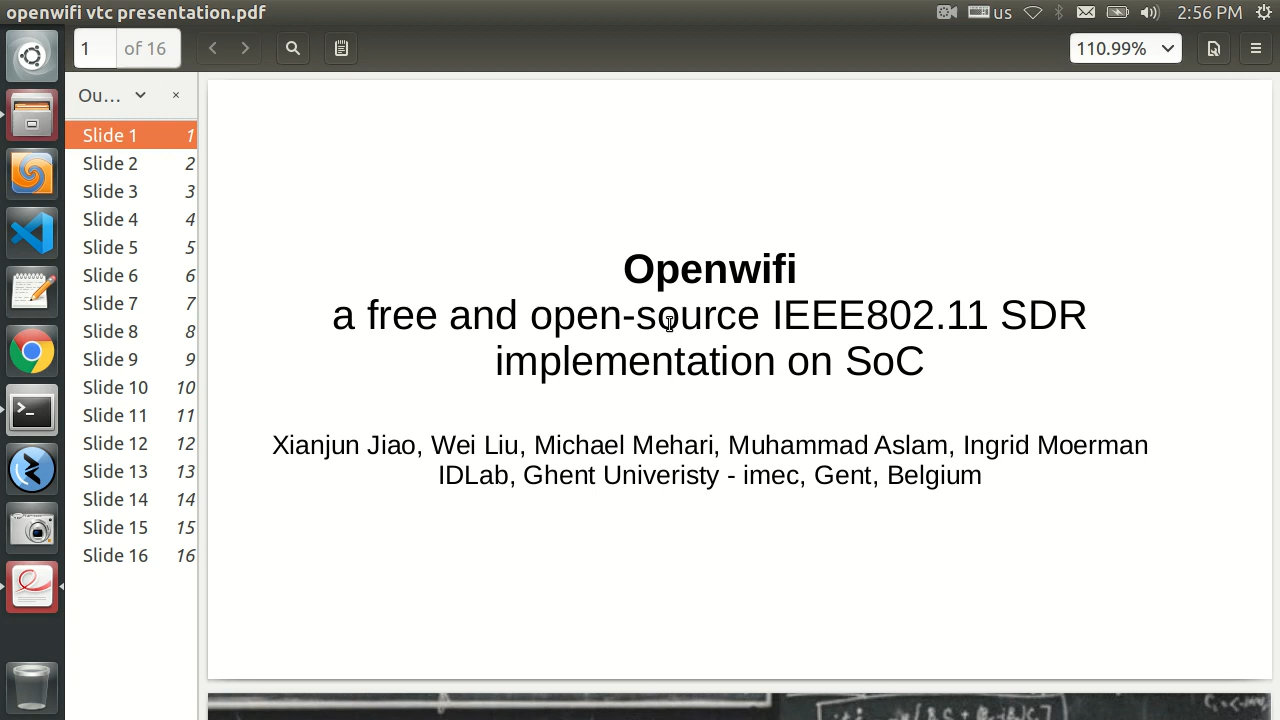 openwifi vtc presentation.pdf
us
2:56 PM
1 of 16
110.99%
Ou...
Slide 1 1
Slide 2 2
Slide 3 3
Slide 4 4
Slide 5 5
Slide 6 6
Slide 7 7
Slide 8 8
Slide 9 9
Slide 10 10
Slide 11 11
Slide 12 12
Slide 13 13
Slide 14 14
Slide 15 15
Slide 16 16
Openwifi
a free and open-source IEEE802.11 SDR
implementation on SoC
Xianjun Jiao, Wei Liu, Michael Mehari, Muhammad Aslam, Ingrid Moerman
IDLab, Ghent Univeristy - imec, Gent, Belgium